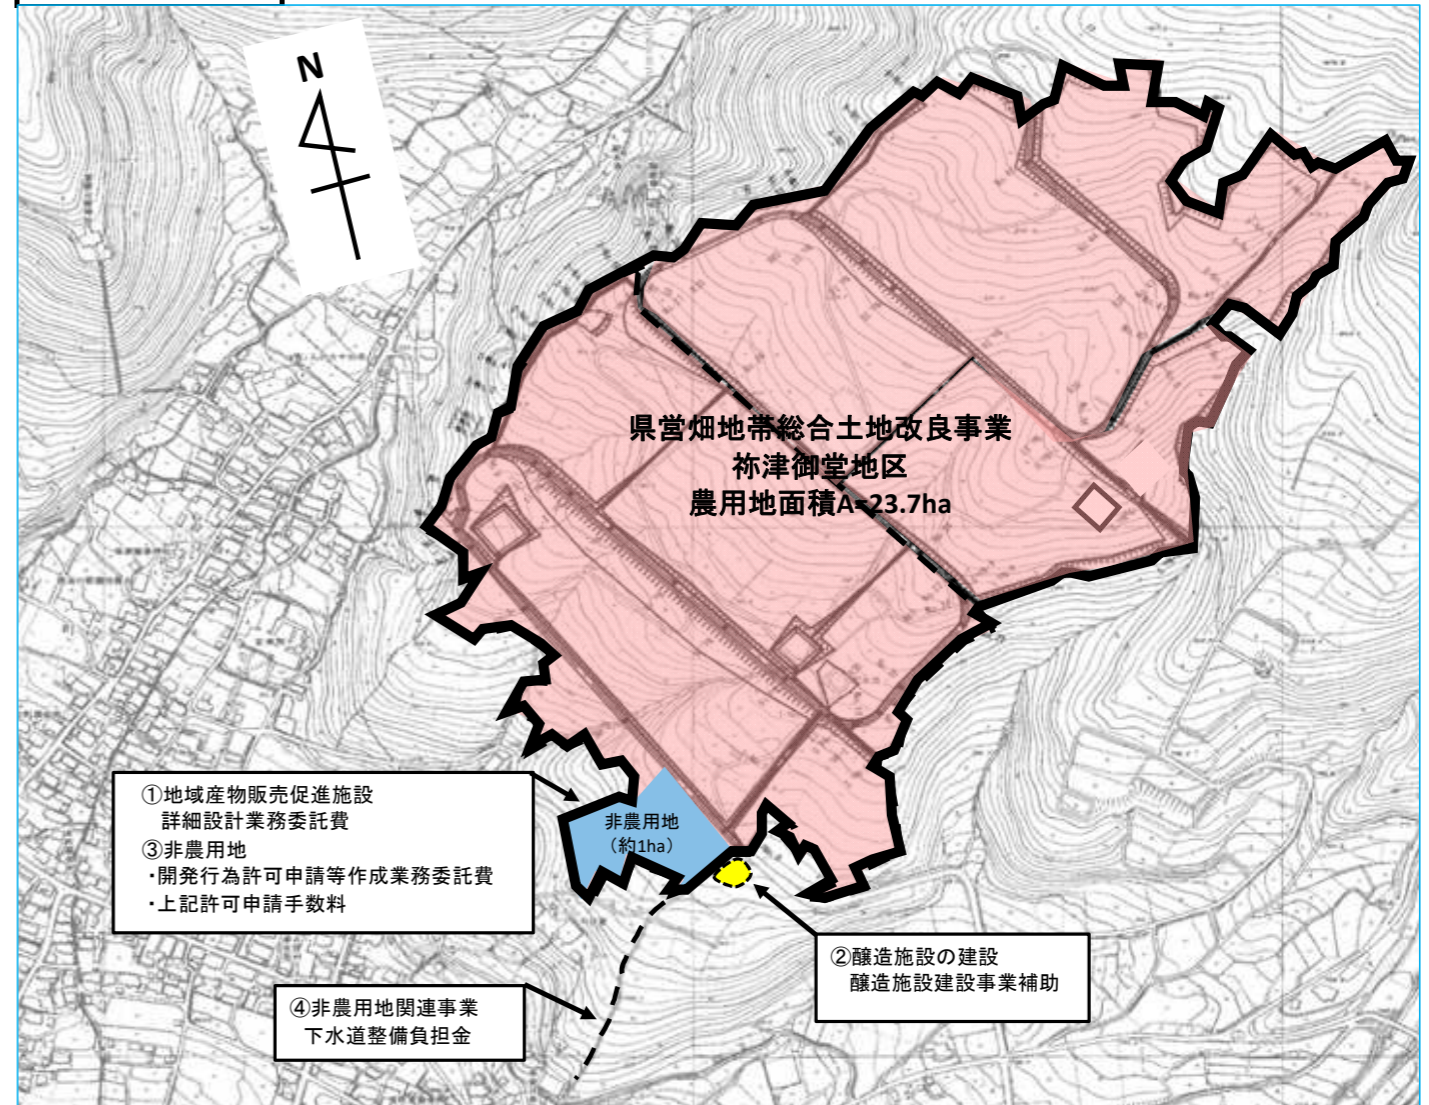 N
県営畑地帯総合土地改良事業
祢津御堂地区
農用地面積A=23.7ha
①地域産物販売促進施設
詳細設計業務委託費
③非農用地
・開発行為許可申請等作成業務委託費
・上記許可申請手数料
非農用地
（約1ha）
②醸造施設の建設
醸造施設建設事業補助
④非農用地関連事業
下水道整備負担金